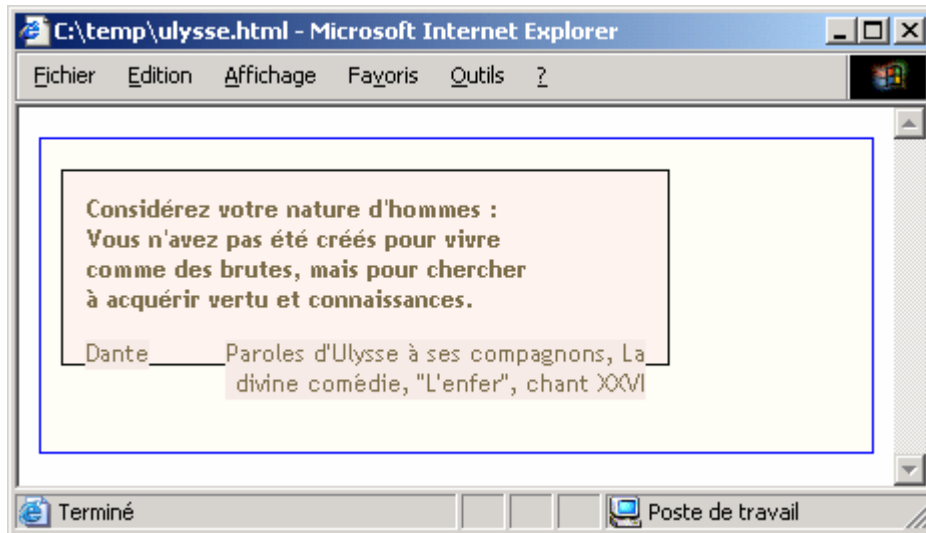 C:\temp\ulysse.html - Microsoft Internet Explorer
Fichier Edition Affichage Favoris Outils ?
Considérez votre nature d'hommes :
Vous n'avez pas été créés pour vivre
comme des brutes, mais pour chercher
à acquérir vertu et connaissances.
Dante Paroles d'Ulysse à ses compagnons, La
divine comédie, "L'enfer", chant XXVI
Terminé Poste de travail